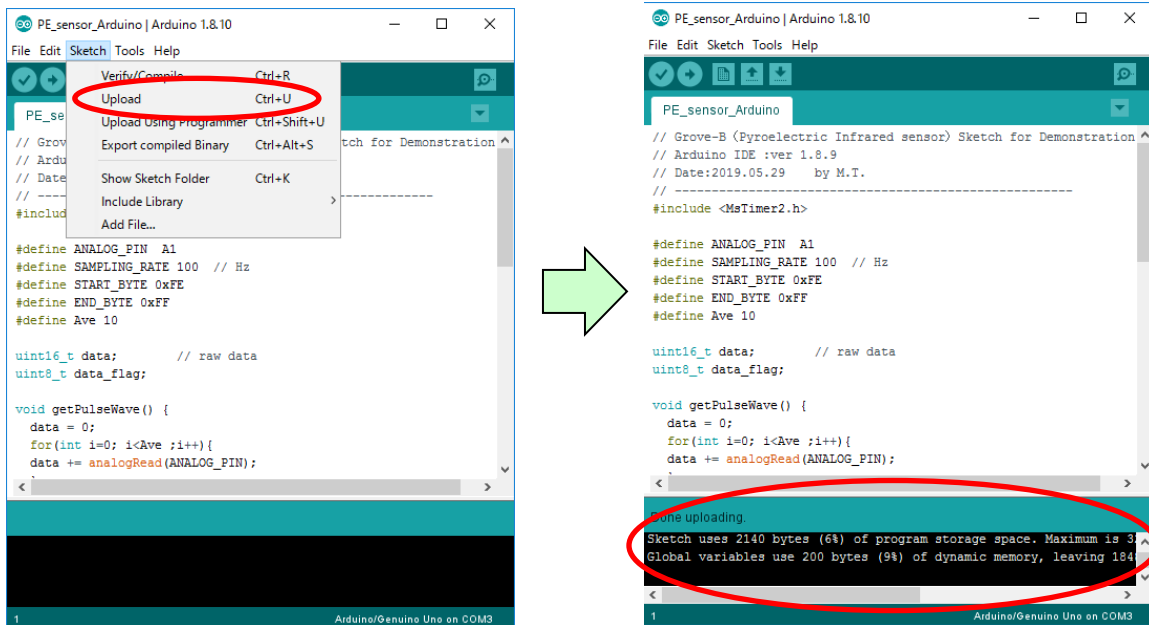 PE_sensor_Arduino | Arduino 1.8.10
File Edit Sketch Tools Help
Verify/Compile Ctrl+R
Upload Ctrl+U
Upload Using Programmer Ctrl+Shift+U
Export compiled Binary Ctrl+Alt+S
Show Sketch Folder Ctrl+K
Include Library
Add File...
PE_se
// Grov tch for Demonstration
// Ardu
// Date
// ---- -------------
#includ
#define ANALOG_PIN  A1
#define SAMPLING_RATE 100  // Hz
#define START_BYTE 0xFE
#define END_BYTE 0xFF
#define Ave 10
uint16_t data;        // raw data
uint8_t data_flag;
void getPulseWave() {
  data = 0;
  for(int i=0; i<Ave ;i++){
  data += analogRead(ANALOG_PIN);
1 Arduino/Genuino Uno on COM3
PE_sensor_Arduino | Arduino 1.8.10
File Edit Sketch Tools Help
PE_sensor_Arduino
// Grove-B (Pyroelectric Infrared sensor) Sketch for Demonstration
// Arduino IDE :ver 1.8.9
// Date:2019.05.29    by M.T.
// ------------------------------------------------------
#include <MsTimer2.h>
#define ANALOG_PIN  A1
#define SAMPLING_RATE 100  // Hz
#define START_BYTE 0xFE
#define END_BYTE 0xFF
#define Ave 10
uint16_t data;        // raw data
uint8_t data_flag;
void getPulseWave() {
  data = 0;
  for(int i=0; i<Ave ;i++){
  data += analogRead(ANALOG_PIN);
Done uploading.
Sketch uses 2140 bytes (6%) of program storage space. Maximum is 3
Global variables use 200 bytes (9%) of dynamic memory, leaving 184
1 Arduino/Genuino Uno on COM3